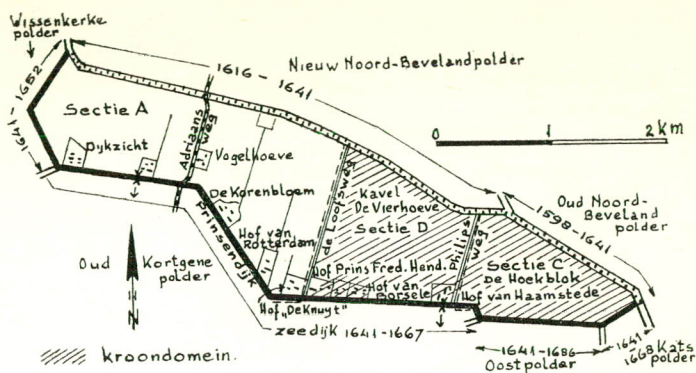 Wissenkerke
polder
1616 - 1641
Nieuw Noord-Bevelandpolder
1641 - 1652
Sectie A
Adriaans
weg
0 1 2 km
Dijkzicht
Vogelhoeve
De Korenbloem
Prinsendijk
Hof van
Rotterdam
de Loofsweg
Kavel
De Vierhoeve
Sectie D
Philips
weg
1598-1641
Oud Noord-
Beveland
polder
Hof Prins Fred. Hend.
Hof van
Borsele
Sectie C
De Hoekblok
Hof van Haamstede
Oud Kortgene
polder
N
Hof „De Knuyt"
zeedijk 1641-1667
1641-1686
Oostpolder
1641
-1668
Kats
polder
kroondomein.